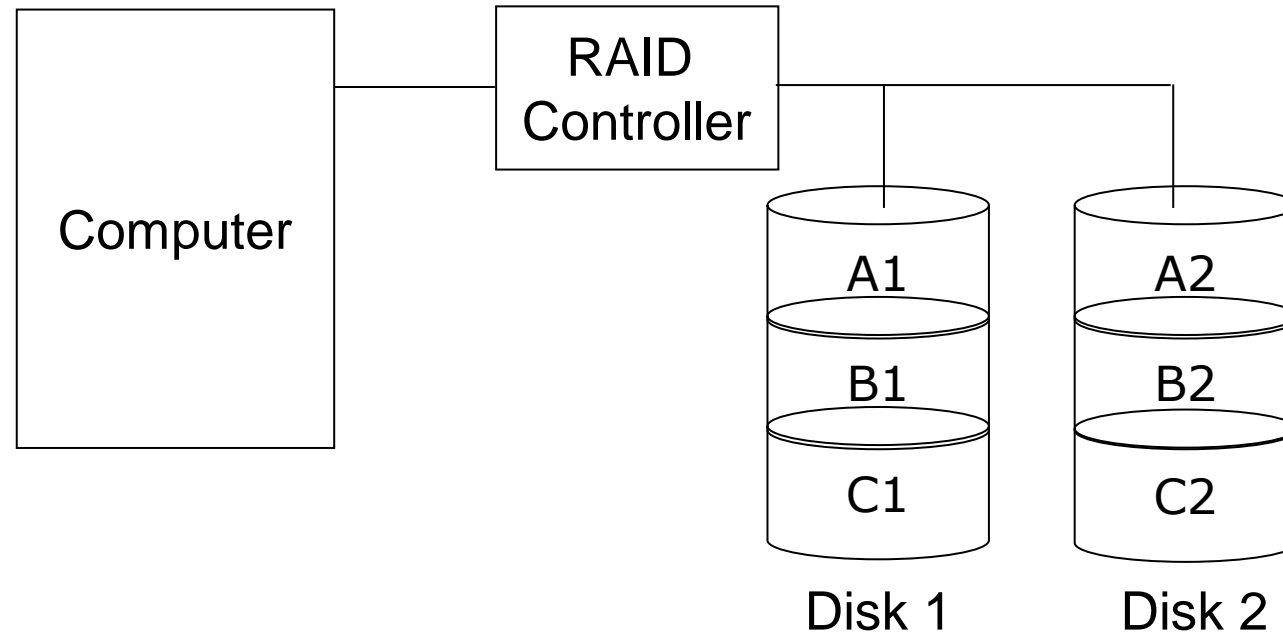 RAID
Controller
Computer
A1
A2
B1
B2
C1
C2
Disk 1
Disk 2